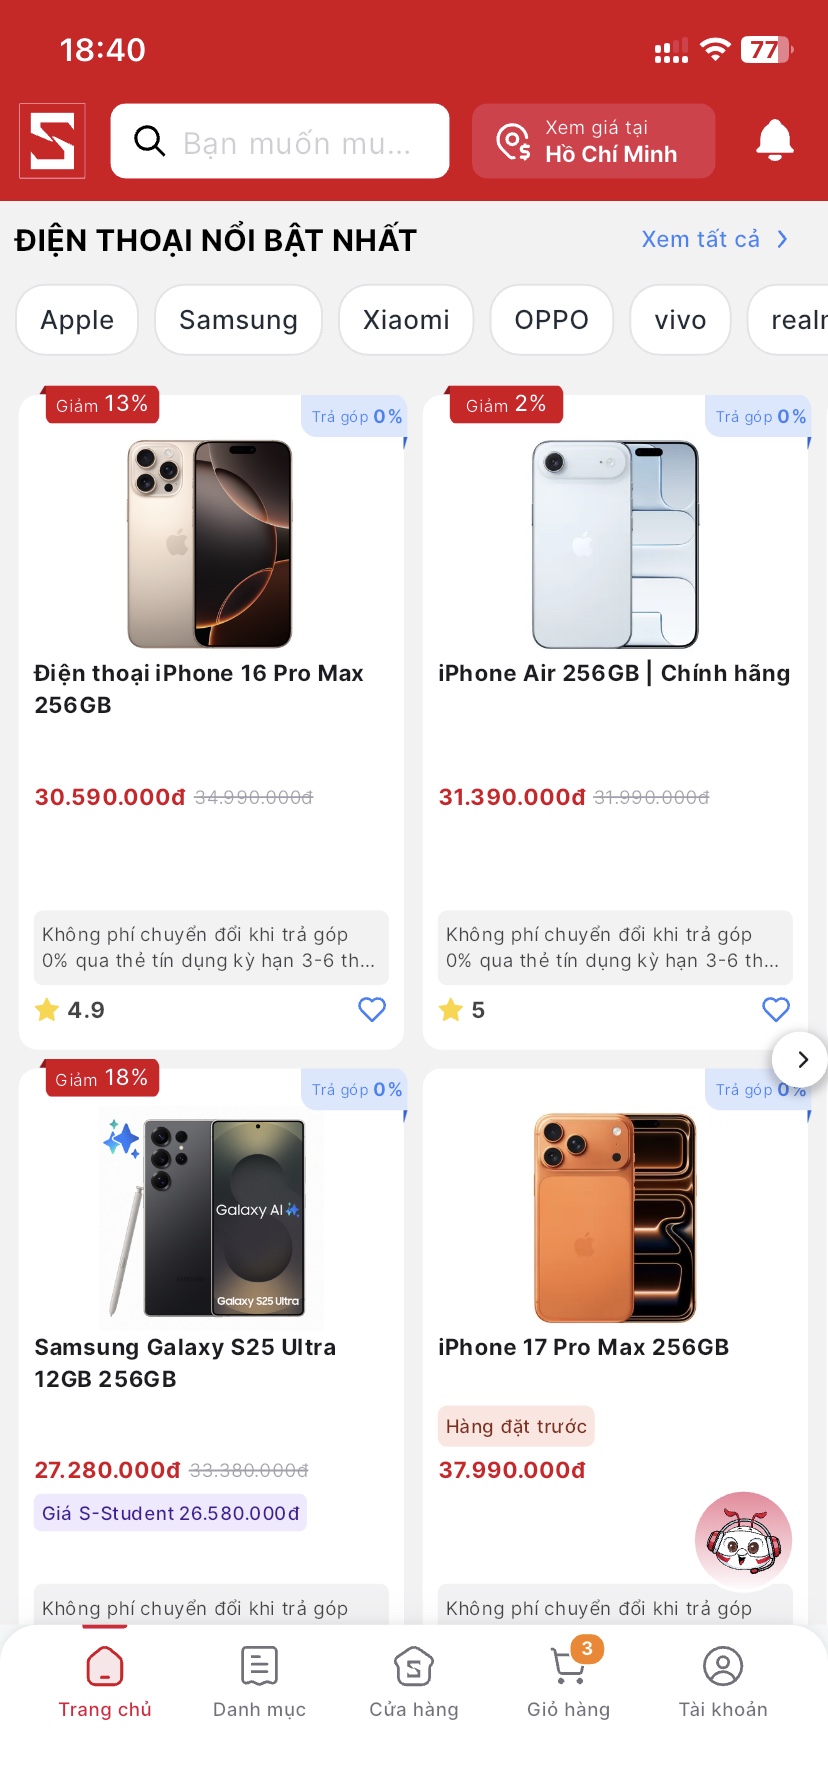 18:40
77
S
Bạn muốn mu...
Xem giá tại
Hồ Chí Minh
ĐIỆN THOẠI NỔI BẬT NHẤT
Xem tất cả
Apple
Samsung
Xiaomi
OPPO
vivo
realm
Giảm 13%
Trả góp 0%
Giảm 2%
Trả góp 0%
Điện thoại iPhone 16 Pro Max
256GB
iPhone Air 256GB | Chính hãng
30.590.000đ 34.990.000đ
31.390.000đ 31.990.000đ
Không phí chuyển đổi khi trả góp
0% qua thẻ tín dụng kỳ hạn 3-6 th...
Không phí chuyển đổi khi trả góp
0% qua thẻ tín dụng kỳ hạn 3-6 th...
4.9
5
Giảm 18%
Trả góp 0%
Trả góp 0%
Galaxy AI
Galaxy S25 Ultra
Samsung Galaxy S25 Ultra
12GB 256GB
iPhone 17 Pro Max 256GB
Hàng đặt trước
27.280.000đ 33.380.000đ
37.990.000đ
Giá S-Student 26.580.000đ
Không phí chuyển đổi khi trả góp
Không phí chuyển đổi khi trả góp
3
Trang chủ
Danh mục
Cửa hàng
Giỏ hàng
Tài khoản